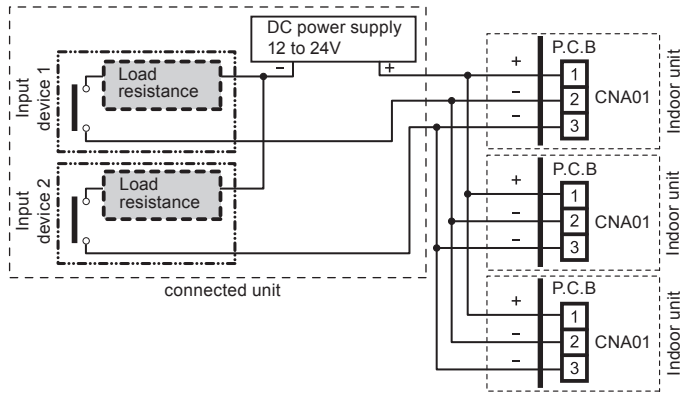 DC power supply
12 to 24V
−
+
Input
device 1
Load
resistance
Input
device 2
Load
resistance
connected unit
P.C.B
+
−
−
1
2
3
CNA01
Indoor unit
P.C.B
+
−
−
1
2
3
CNA01
Indoor unit
P.C.B
+
−
−
1
2
3
CNA01
Indoor unit